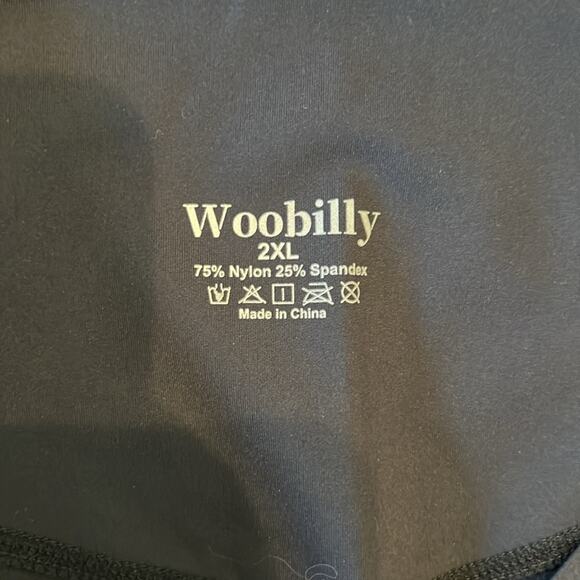 Woobilly
2XL
75% Nylon 25% Spandex
Made in China